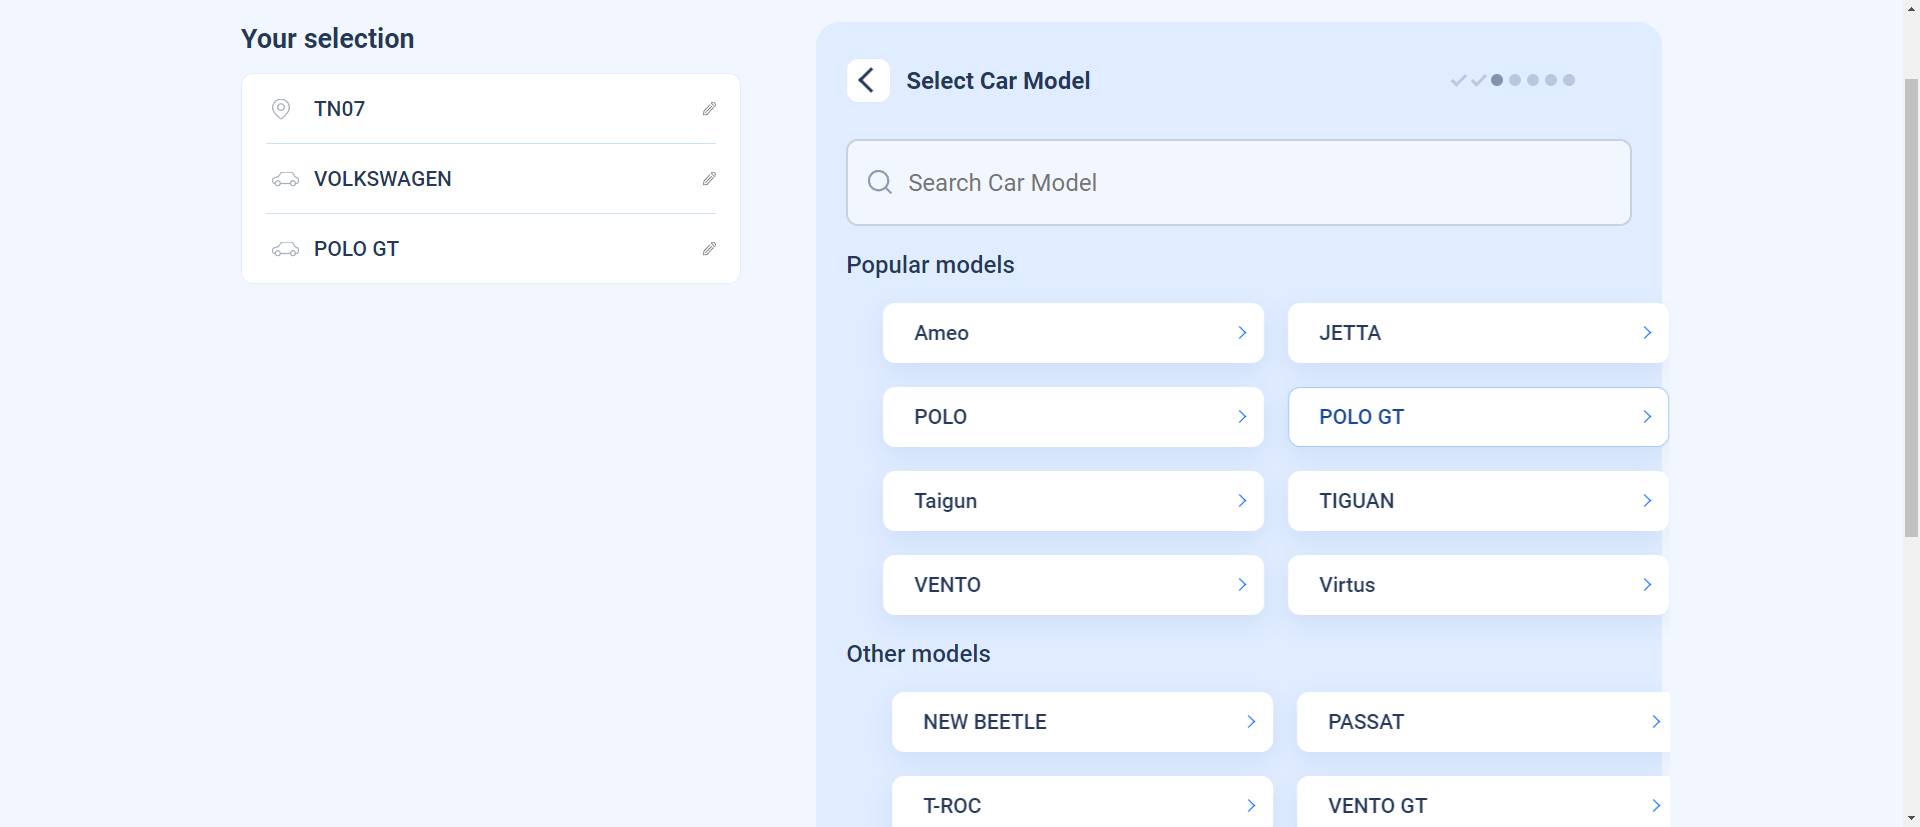 Your selection
TN07
VOLKSWAGEN
POLO GT
Select Car Model
Search Car Model
Popular models
Ameo
JETTA
POLO
POLO GT
Taigun
TIGUAN
VENTO
Virtus
Other models
NEW BEETLE
PASSAT
T-ROC
VENTO GT